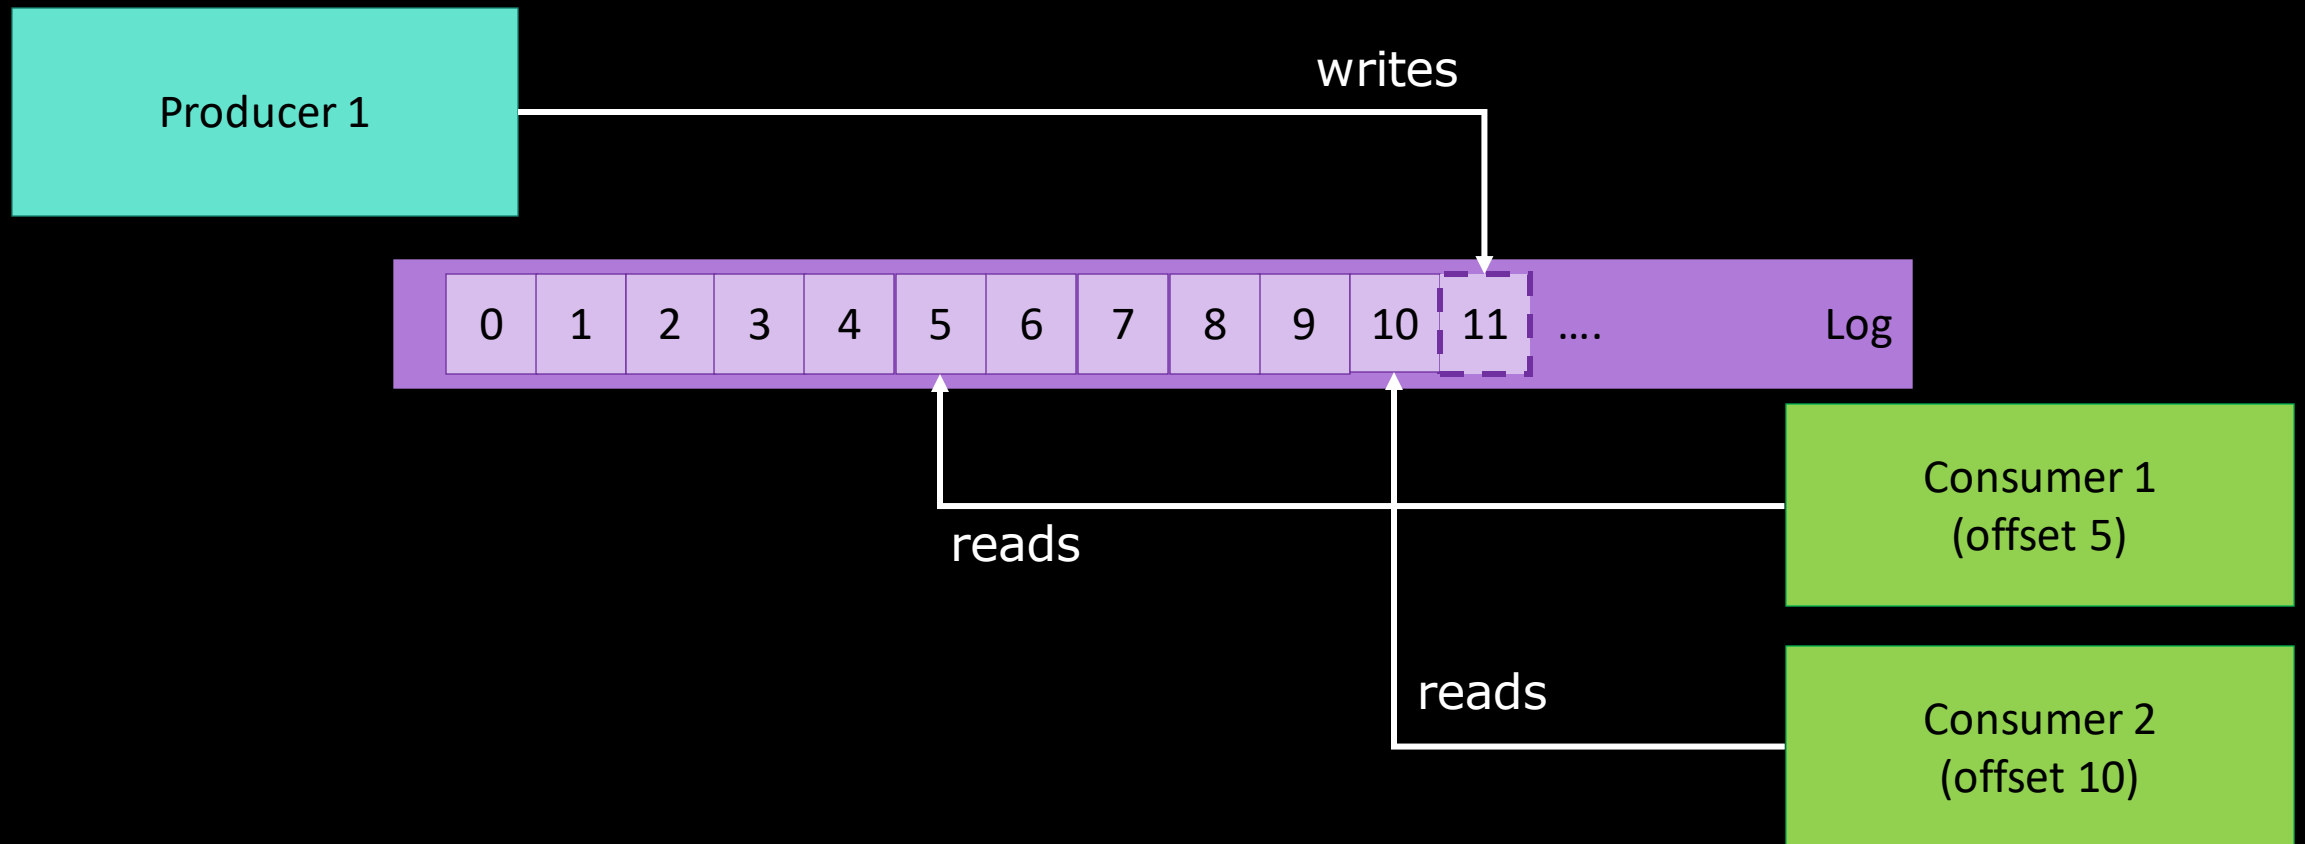 writes
Producer 1
0 1 2 3 4 5 6 7 8 9 10 11 .... Log
Consumer 1
(offset 5)
reads
reads
Consumer 2
(offset 10)